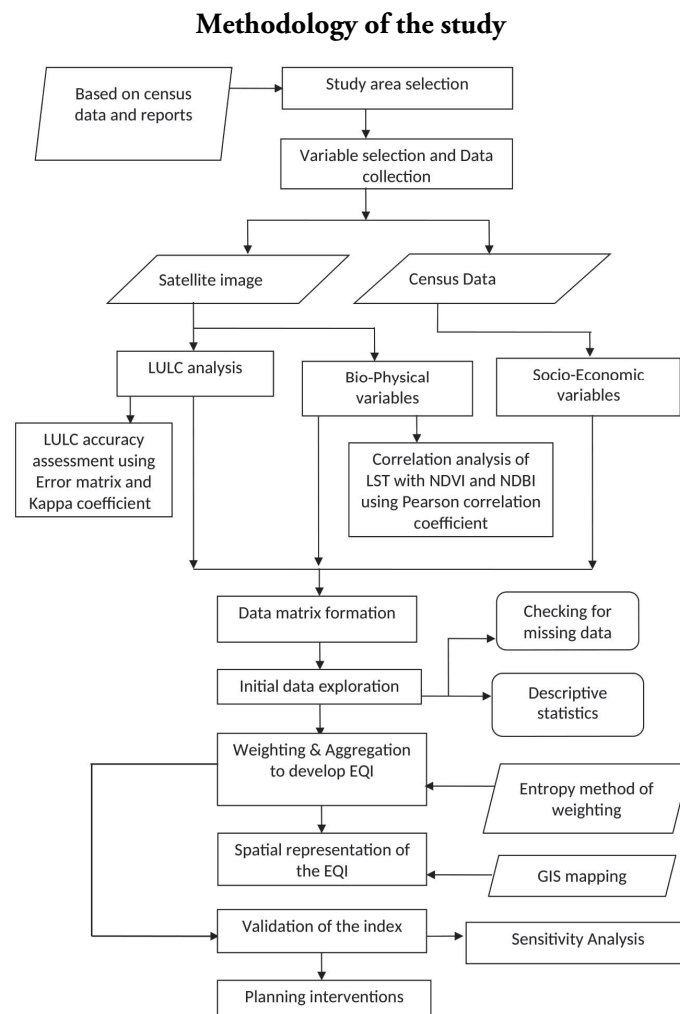 Methodology of the study
Based on census
data and reports
Study area selection
Variable selection and Data
collection
Satellite image
Census Data
LULC analysis
Bio-Physical
variables
Socio-Economic
variables
LULC accuracy
assessment using
Error matrix and
Kappa coefficient
Correlation analysis of
LST with NDVI and NDBI
using Pearson correlation
coefficient
Data matrix formation
Checking for
missing data
Initial data exploration
Descriptive
statistics
Weighting & Aggregation
to develop EQI
Entropy method of
weighting
Spatial representation of
the EQI
GIS mapping
Validation of the index
Sensitivity Analysis
Planning interventions